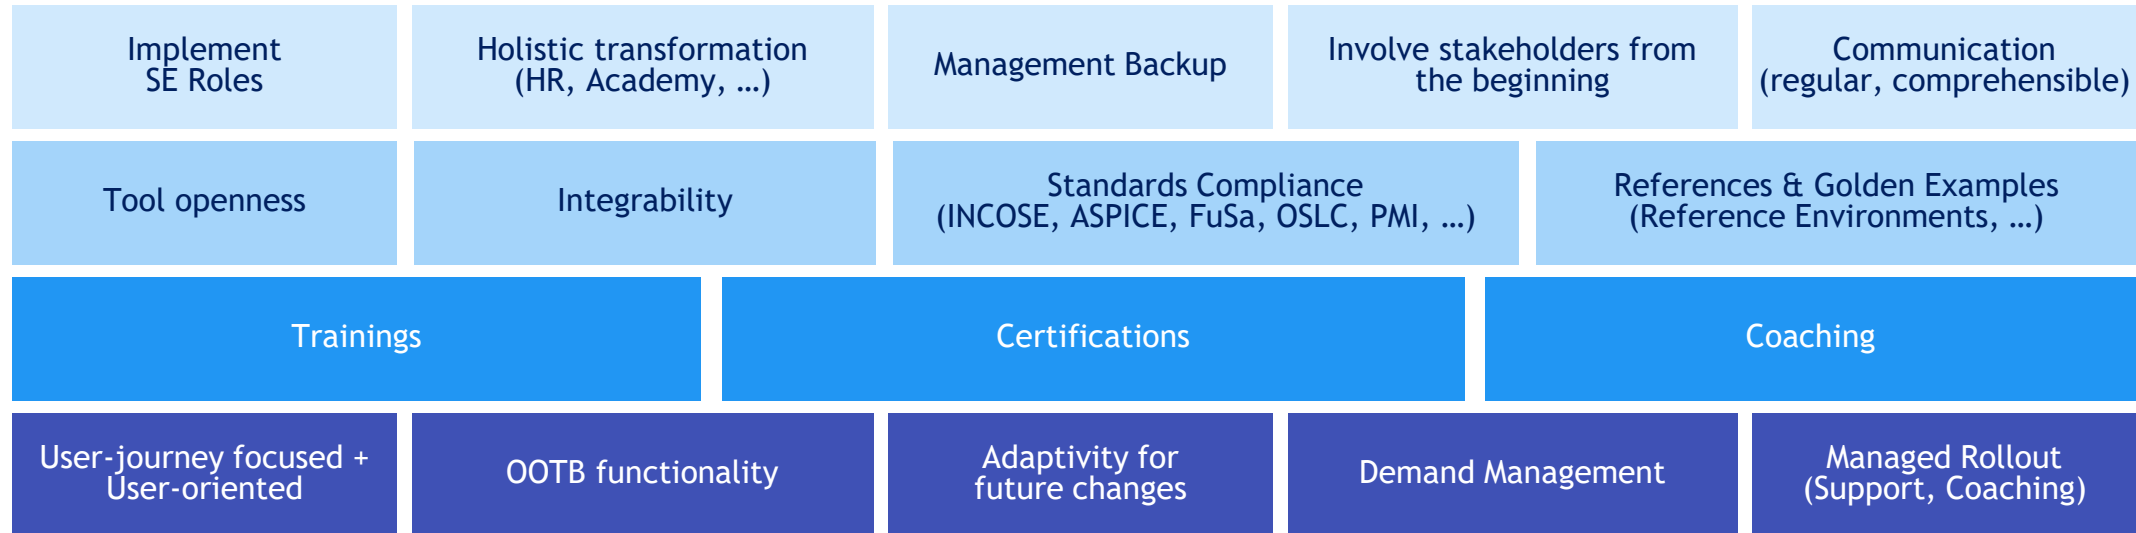 Implement
SE Roles
Holistic transformation
(HR, Academy, …)
Management Backup
Involve stakeholders from
the beginning
Communication
(regular, comprehensible)
Tool openness
Integrability
Standards Compliance
(INCOSE, ASPICE, FuSa, OSLC, PMI, …)
References & Golden Examples
(Reference Environments, …)
Trainings
Certifications
Coaching
User-journey focused +
User-oriented
OOTB functionality
Adaptivity for
future changes
Demand Management
Managed Rollout
(Support, Coaching)